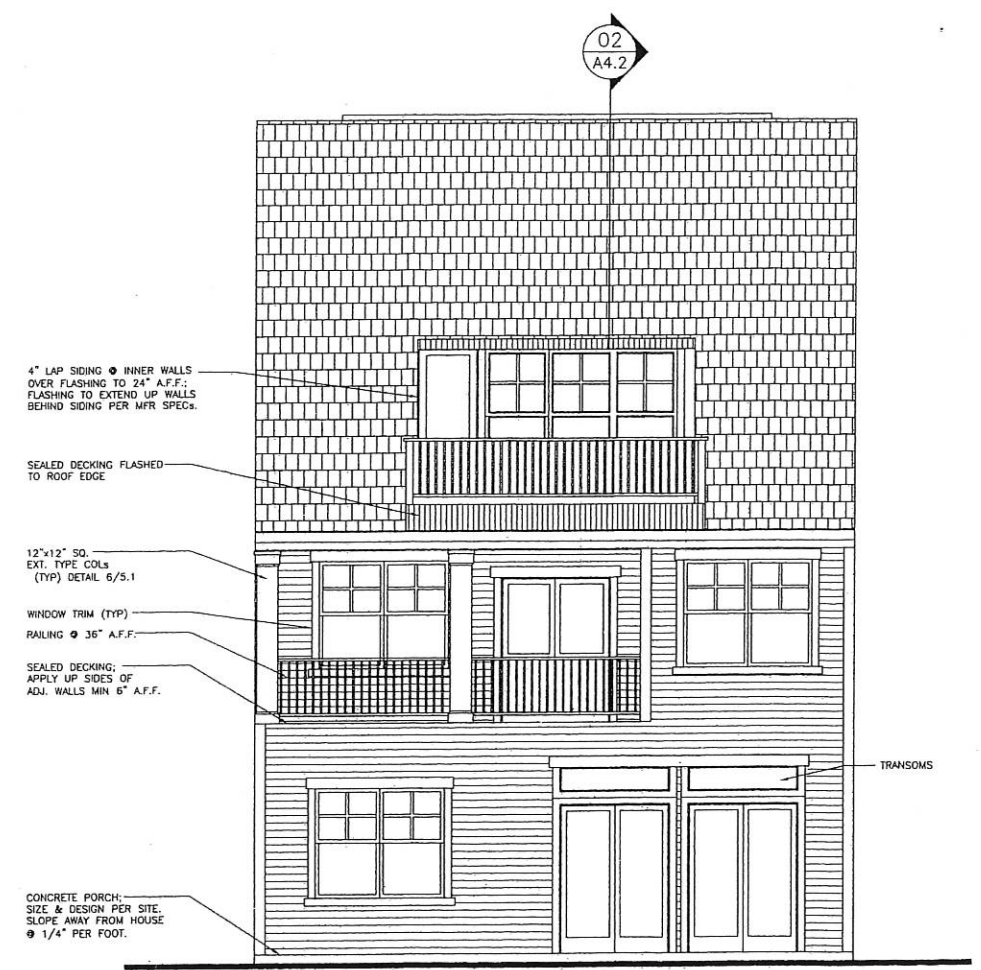 02
A4.2
4" LAP SIDING @ INNER WALLS
OVER FLASHING TO 24" A.F.F.;
FLASHING TO EXTEND UP WALLS
BEHIND SIDING PER MFR SPECs.
SEALED DECKING FLASHED
TO ROOF EDGE
12"x12" SQ.
EXT. TYPE COLs
(TYP) DETAIL 6/5.1
WINDOW TRIM (TYP)
RAILING @ 36" A.F.F.
SEALED DECKING;
APPLY UP SIDES OF
ADJ. WALLS MIN 6" A.F.F.
TRANSOMS
CONCRETE PORCH;
SIZE & DESIGN PER SITE.
SLOPE AWAY FROM HOUSE
@ 1/4" PER FOOT.